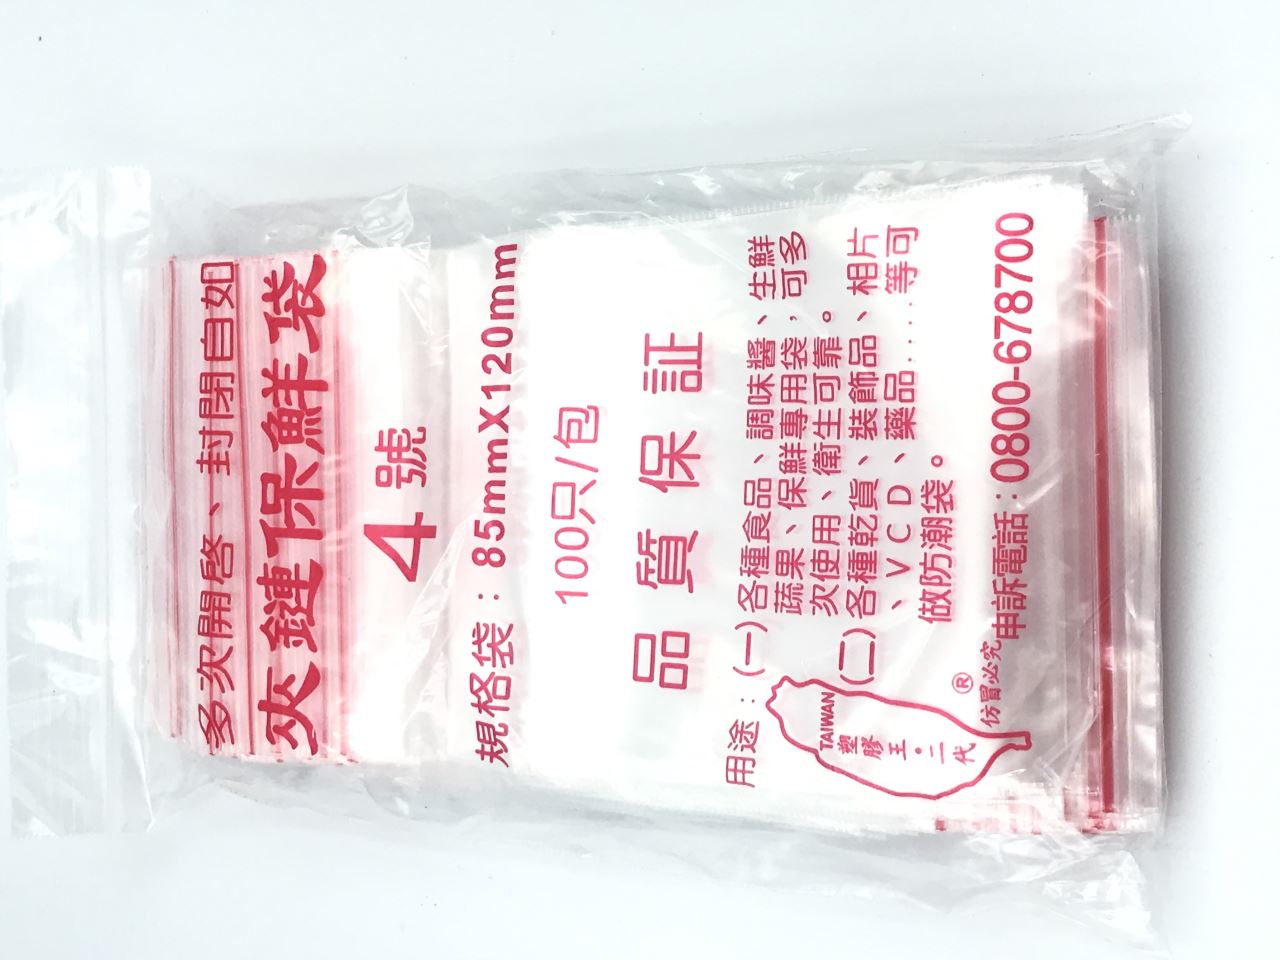 多次開啓、封閉自如
夾鏈保鮮袋
4號
規格袋：85mmX120mm
100只/包
品質保証
用途：(一)各種食品、調味醬、生鮮
蔬果、保鮮專用袋，可多
次使用、衛生可靠。
(二)各種乾貨、裝飾品、相片
、VCD、藥品....等可
做防潮袋。
TAIWAN
塑膠王·二代
®
仿冒必究
申訴電話：0800-678700